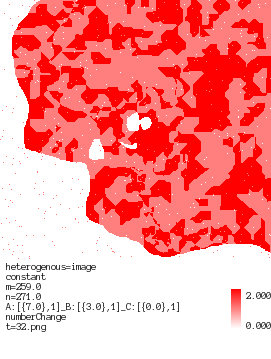 heterogenous=image
constant
m=259.0
n=271.0
A:[{7.0},1]_B:[{3.0},1]_C:[{0.0},1]
numberChange
t=32.png
2.000
0.000